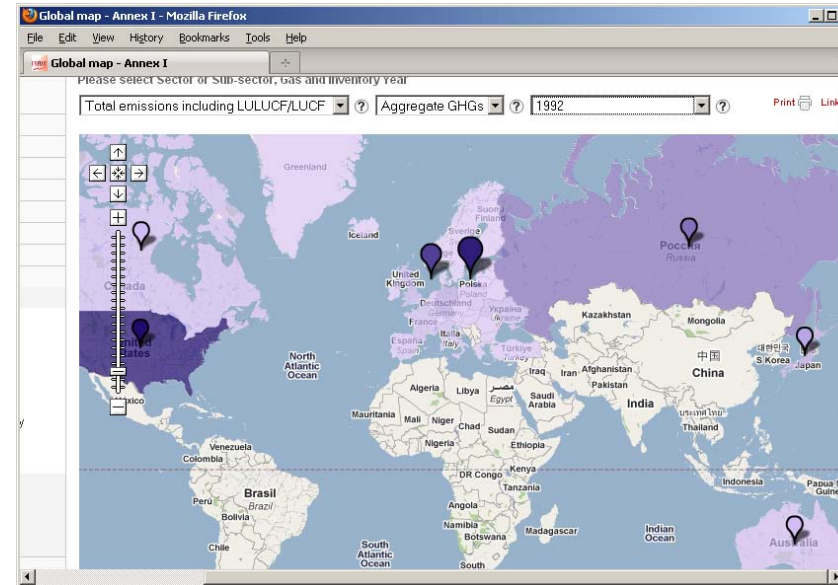 Global map - Annex I - Mozilla Firefox
File Edit View History Bookmarks Tools Help
Global map - Annex I
Please select Sector or Sub-sector, Gas and Inventory Year
Total emissions including LULUCF/LUCF ? Aggregate GHGs ? 1992 ? Print Link
Greenland
Suomi
Finland
Iceland
Sverige
Россия
Russia
United
Kingdom
Polska
Poland
Canada
Deutschland
Germany
Україна
Ukraine
France
Kazakhstan
Mongolia
United
States
Italia
Italy
España
Spain
Türkiye
Turkey
中国
China
대한민국
S Korea
Japan
North
Atlantic
Ocean
Iraq
Iran
Afghanistan
Pakistan
Algeria
Libya
مصر
Egypt
Saudi
Arabia
India
México
Mauritania
Mali
Niger
Chad
Sudan
ประเทศไทย
Thailand
Nigeria
Ethiopia
Venezuela
Colombia
DR Congo
Kenya
Tanzania
Indonesia
Papua
Guine
Perú
Brasil
Brazil
Bolivia
Angola
Namibia
Botswana
Madagascar
Indian
Ocean
Australia
Chile
South
Atlantic
Ocean
South